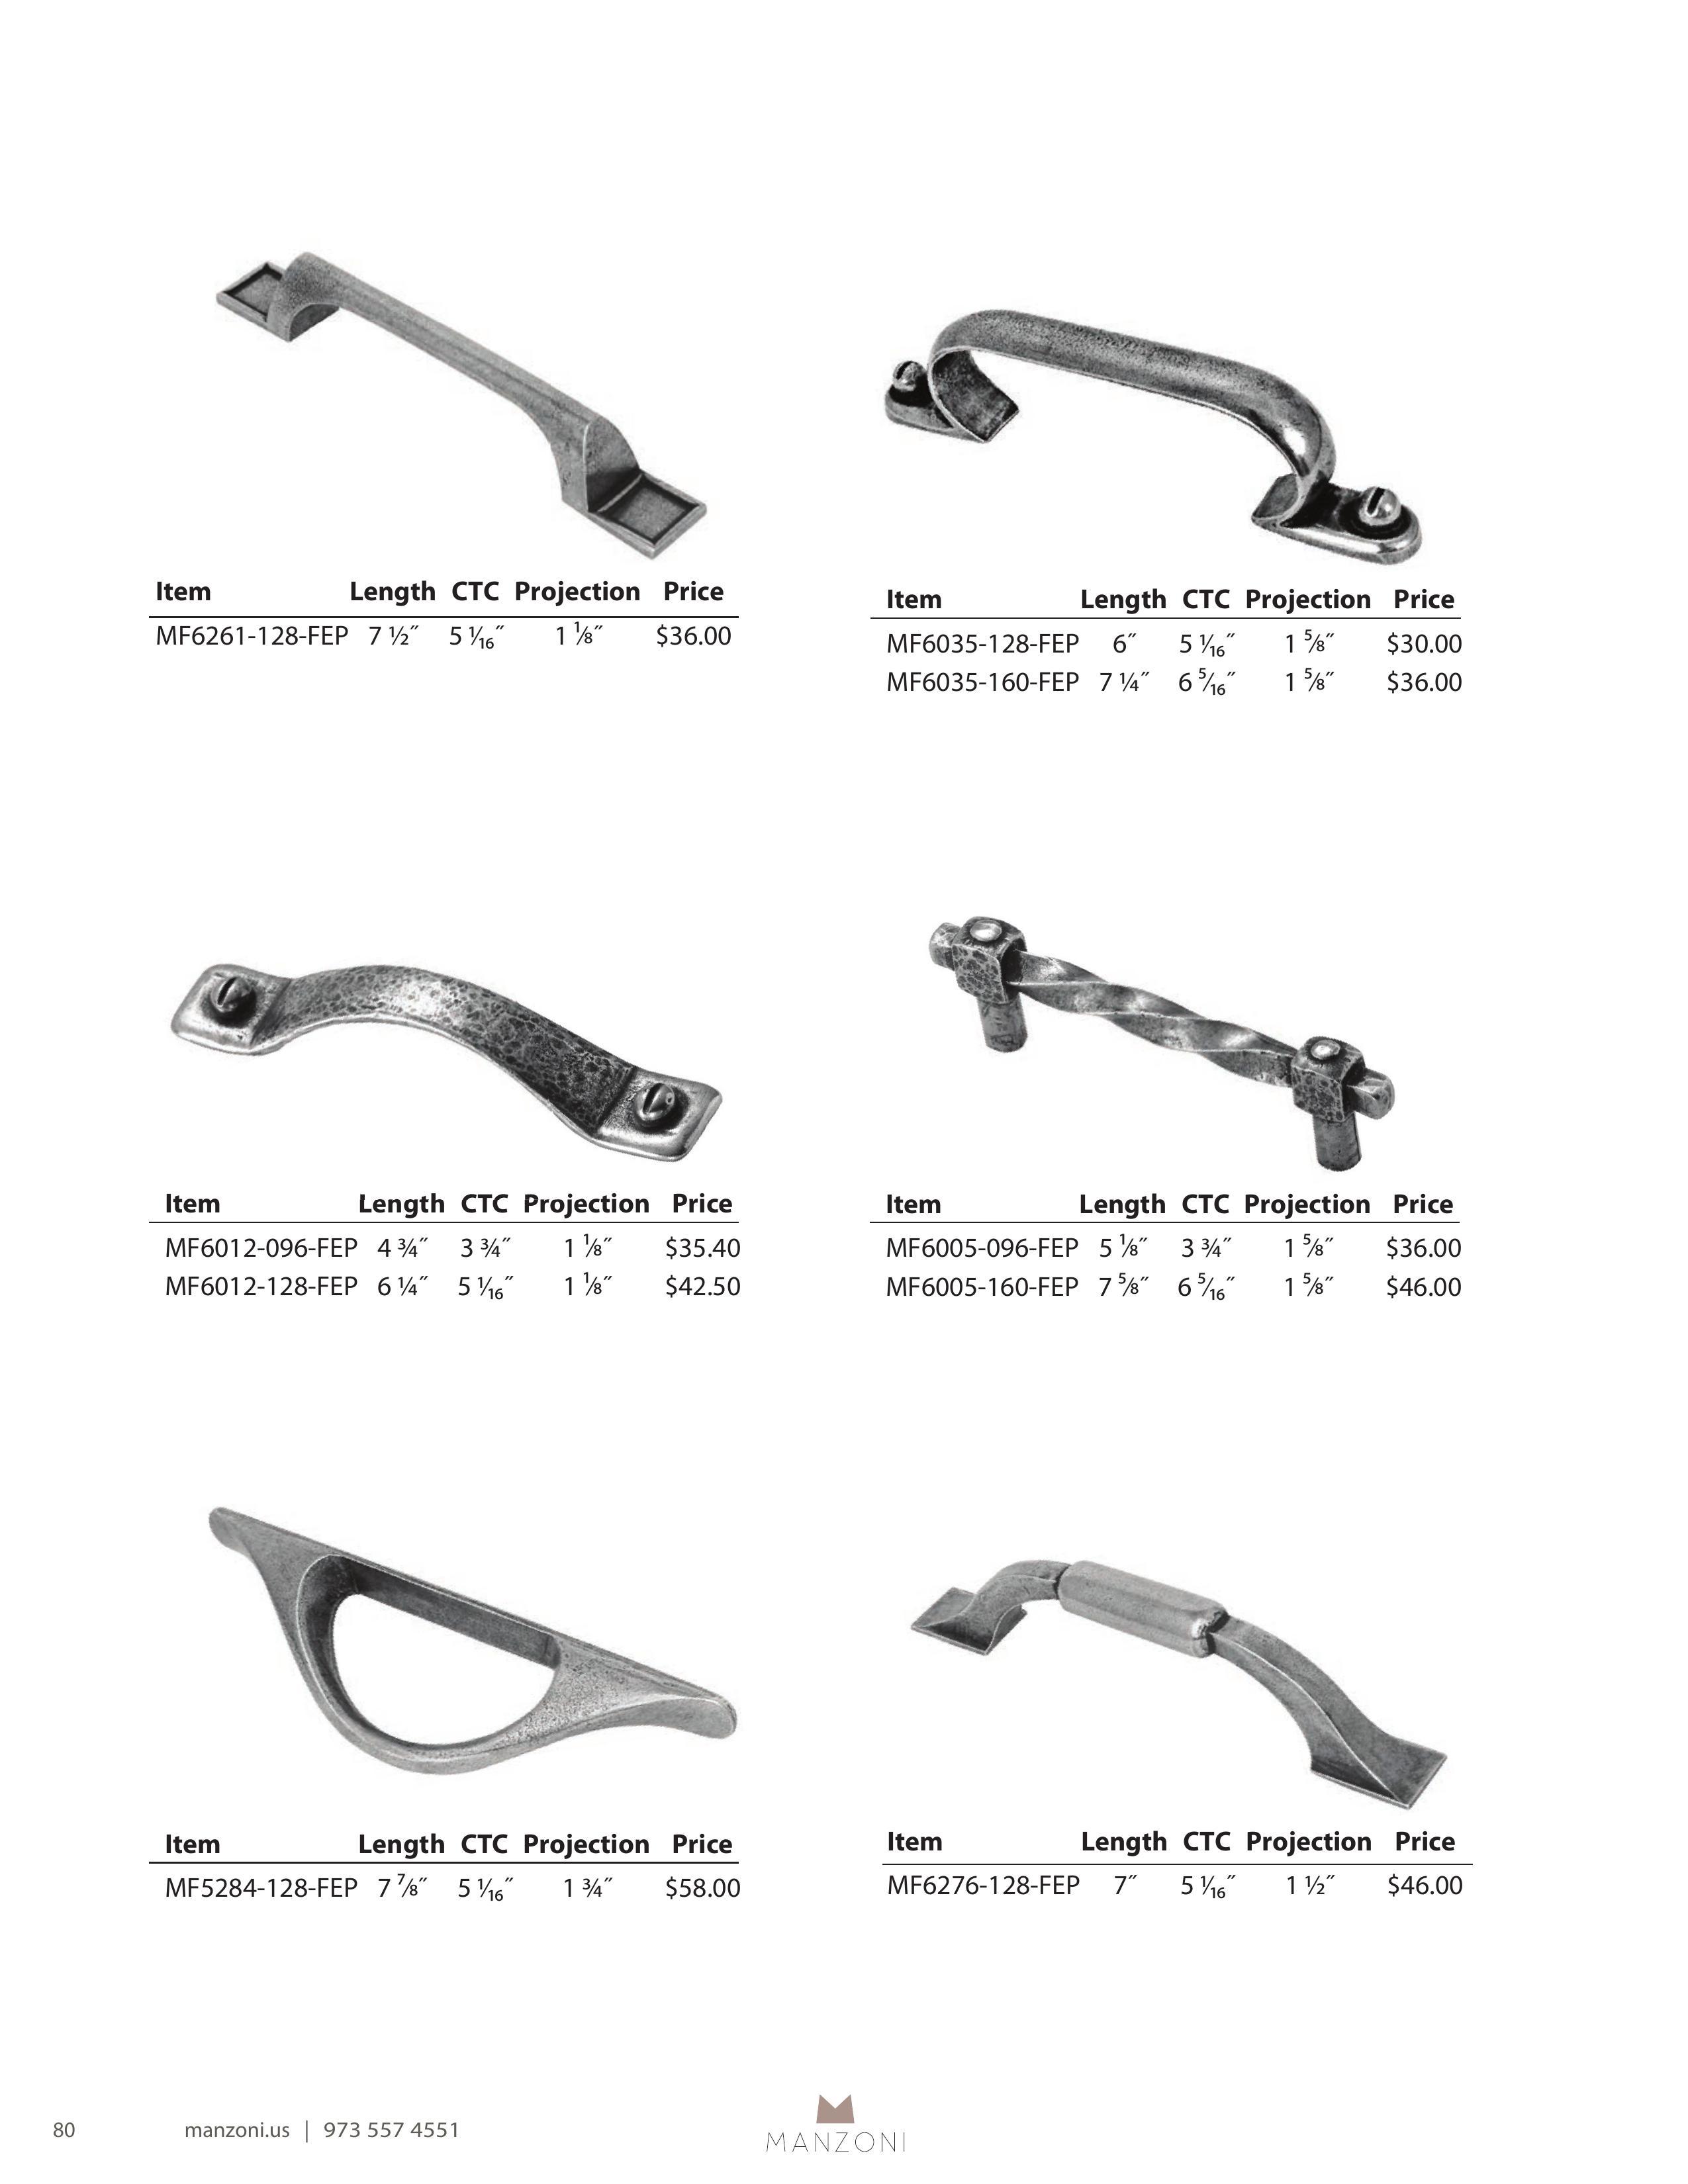 Item Length CTC Projection Price
MF6261-128-FEP 7 ½″ 5 1⁄16″ 1 ⅛″ $36.00
Item Length CTC Projection Price
MF6035-128-FEP 6″ 5 1⁄16″ 1 ⅝″ $30.00
MF6035-160-FEP 7 ¼″ 6 5⁄16″ 1 ⅝″ $36.00
Item Length CTC Projection Price
MF6012-096-FEP 4 ¾″ 3 ¾″ 1 ⅛″ $35.40
MF6012-128-FEP 6 ¼″ 5 1⁄16″ 1 ⅛″ $42.50
Item Length CTC Projection Price
MF6005-096-FEP 5 ⅛″ 3 ¾″ 1 ⅝″ $36.00
MF6005-160-FEP 7 ⅝″ 6 5⁄16″ 1 ⅝″ $46.00
Item Length CTC Projection Price
MF5284-128-FEP 7 ⅞″ 5 1⁄16″ 1 ¾″ $58.00
Item Length CTC Projection Price
MF6276-128-FEP 7″ 5 1⁄16″ 1 ½″ $46.00
80 manzoni.us | 973 557 4551
MANZONI